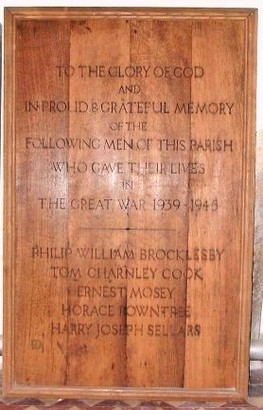 TO THE GLORY OF GOD
AND
IN PROUD & GRATEFUL MEMORY
OF THE
FOLLOWING MEN OF THIS PARISH
WHO GAVE THEIR LIVES
IN
THE GREAT WAR 1939-1945
PHILIP WILLIAM BROCKLESBY
TOM CHARNLEY COOK
ERNEST MOSEY
HORACE ROWNTREE
HARRY JOSEPH SELLARS